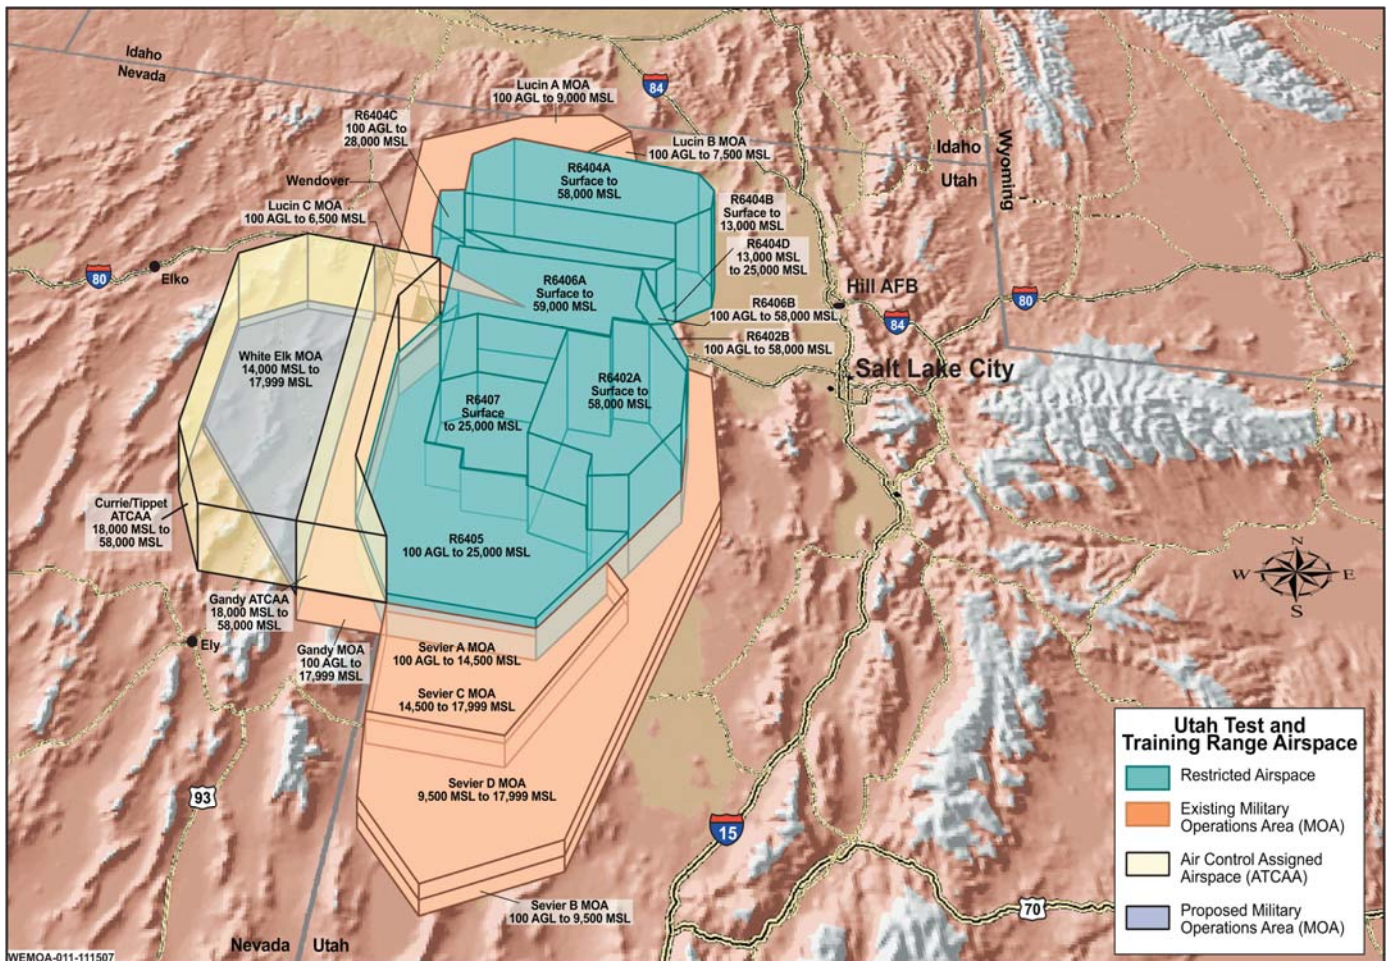 Idaho
Nevada
Lucin A MOA
100 AGL to 9,000 MSL
84
R6404C
100 AGL to
28,000 MSL
Lucin B MOA
100 AGL to 7,500 MSL
Idaho
Utah
Wyoming
Wendover
R6404A
Surface to
58,000 MSL
Lucin C MOA
100 AGL to 6,500 MSL
R6404B
Surface to
13,000 MSL
R6404D
13,000 MSL
to 25,000 MSL
80
Elko
R6406A
Surface to
59,000 MSL
Hill AFB
80
R6406B
100 AGL to 58,000 MSL
84
R6402B
100 AGL to 58,000 MSL
White Elk MOA
14,000 MSL to
17,999 MSL
Salt Lake City
R6402A
Surface to
58,000 MSL
R6407
Surface
to 25,000 MSL
Currie/Tippet
ATCAA
18,000 MSL to
58,000 MSL
R6405
100 AGL to 25,000 MSL
N
W
E
S
Gandy ATCAA
18,000 MSL to
58,000 MSL
Ely
Gandy MOA
100 AGL to
17,999 MSL
Sevier A MOA
100 AGL to 14,500 MSL
Sevier C MOA
14,500 to 17,999 MSL
Sevier D MOA
9,500 MSL to 17,999 MSL
93
15
Sevier B MOA
100 AGL to 9,500 MSL
70
Nevada
Utah
Utah Test and
Training Range Airspace
Restricted Airspace
Existing Military
Operations Area (MOA)
Air Control Assigned
Airspace (ATCAA)
Proposed Military
Operations Area (MOA)
WEMOA-011-111507